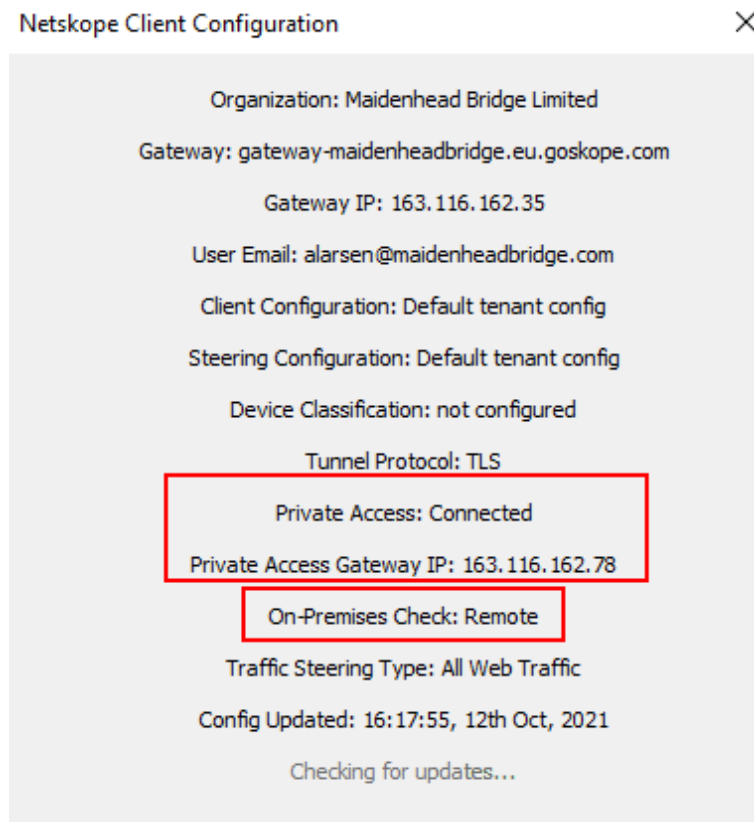 Netskope Client Configuration
Organization: Maidenhead Bridge Limited
Gateway: gateway-maidenheadbridge.eu.goskope.com
Gateway IP: 163.116.162.35
User Email: alarsen@maidenheadbridge.com
Client Configuration: Default tenant config
Steering Configuration: Default tenant config
Device Classification: not configured
Tunnel Protocol: TLS
Private Access: Connected
Private Access Gateway IP: 163.116.162.78
On-Premises Check: Remote
Traffic Steering Type: All Web Traffic
Config Updated: 16:17:55, 12th Oct, 2021
Checking for updates...